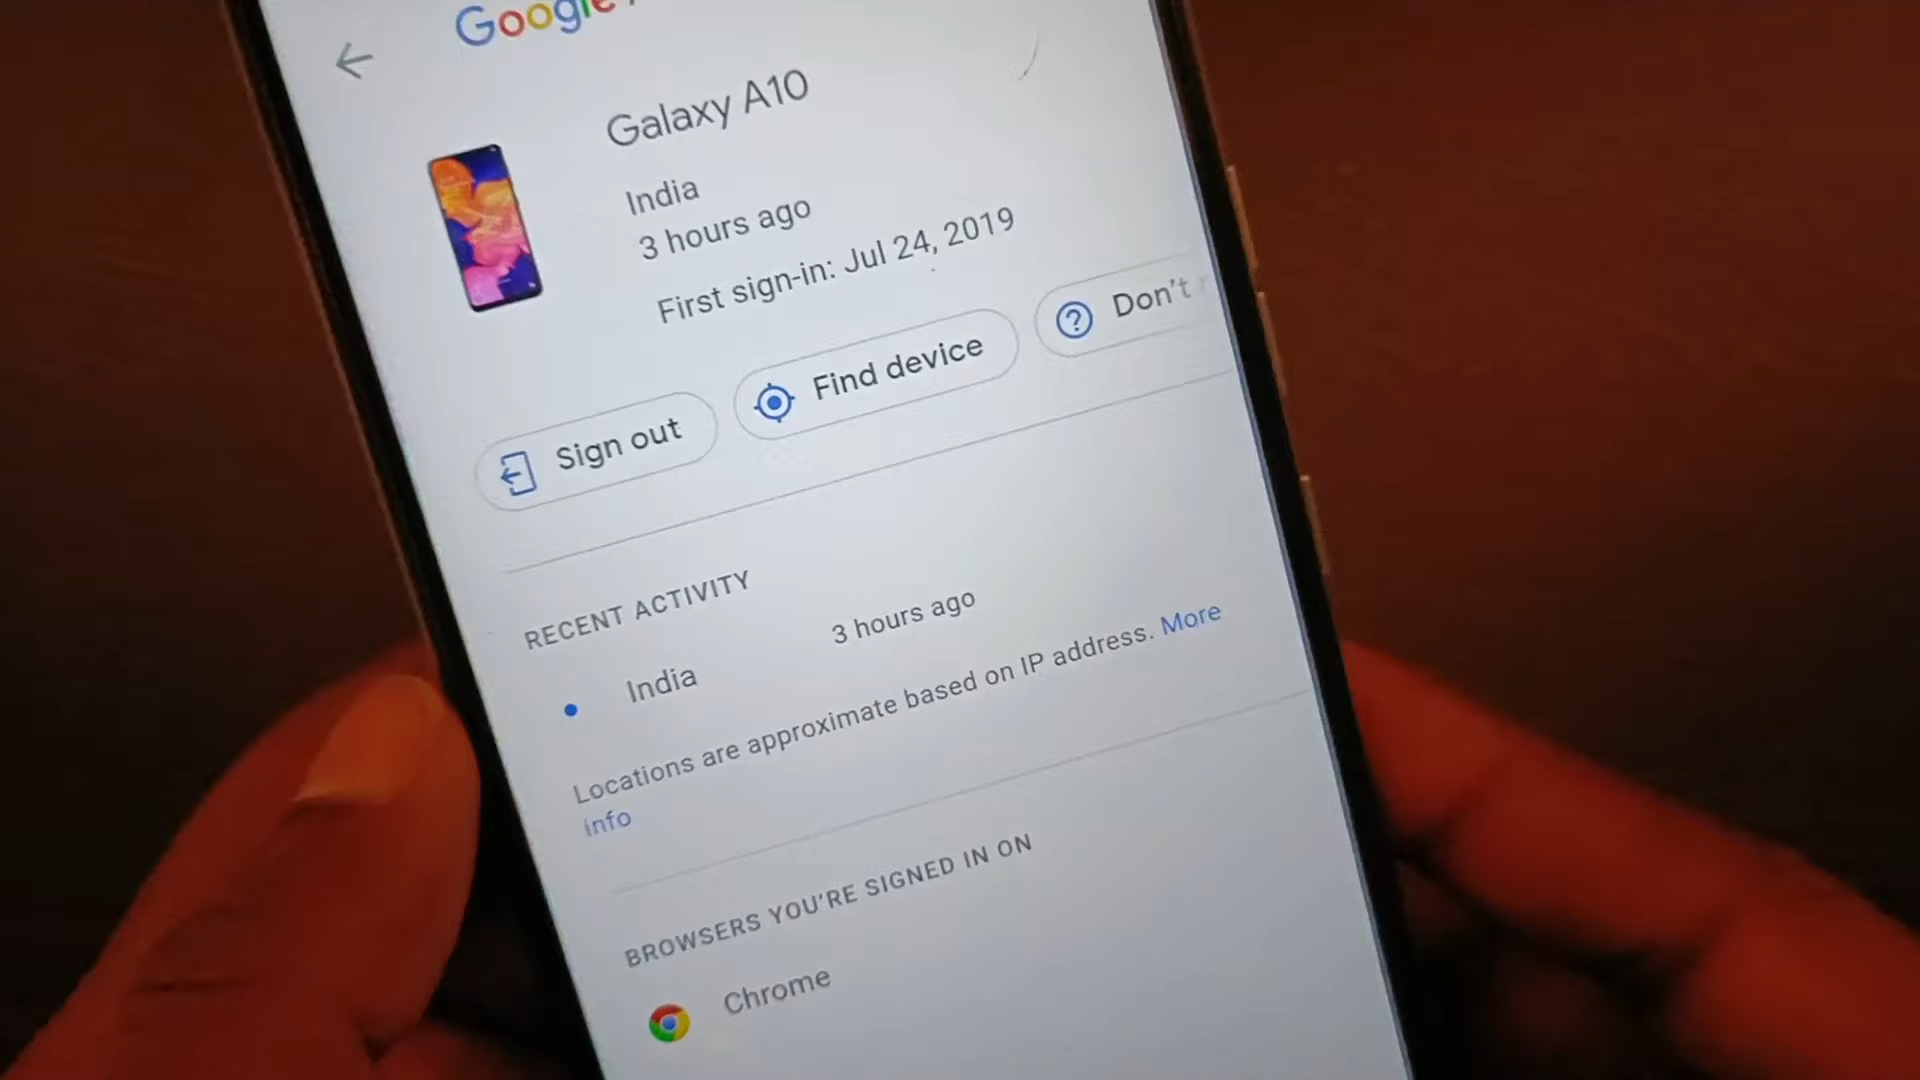 Google
Galaxy A10
India
3 hours ago
First sign-in: Jul 24, 2019
Sign out
Find device
Don't
RECENT ACTIVITY
India
3 hours ago
Locations are approximate based on IP address. More
info
BROWSERS YOU'RE SIGNED IN ON
Chrome